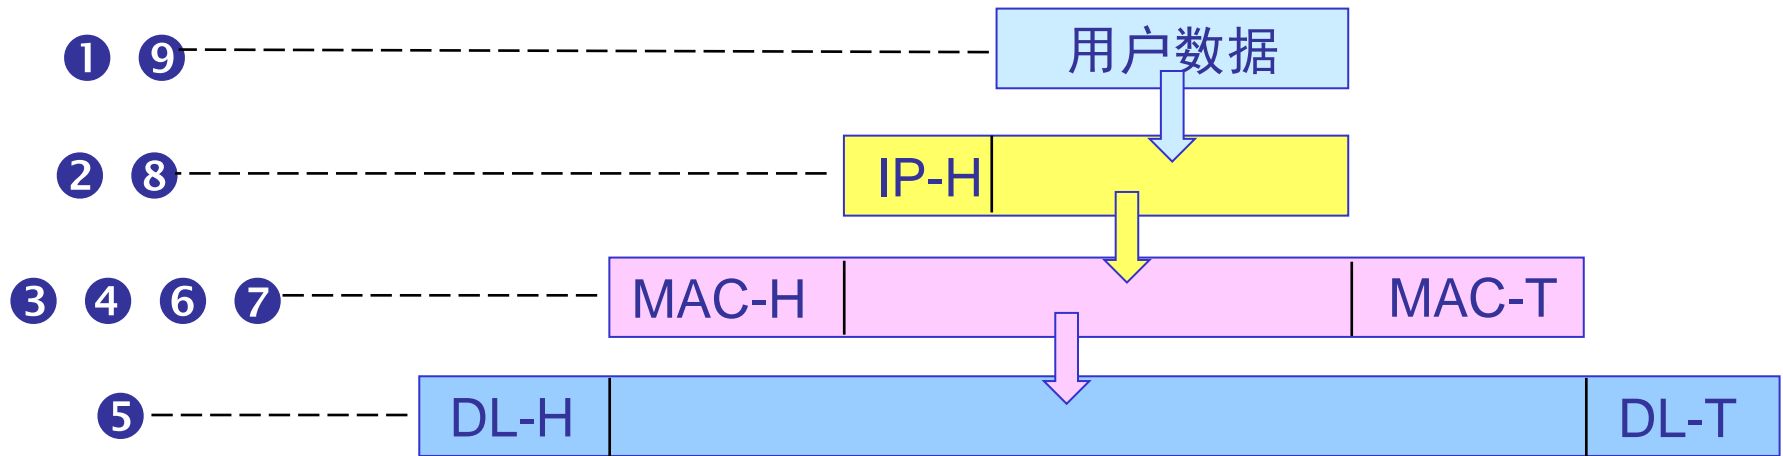 ❶ ❾ 用户数据
❷ ❽ IP-H
❸ ❹ ❻ ❼ MAC-H MAC-T
❺ DL-H DL-T